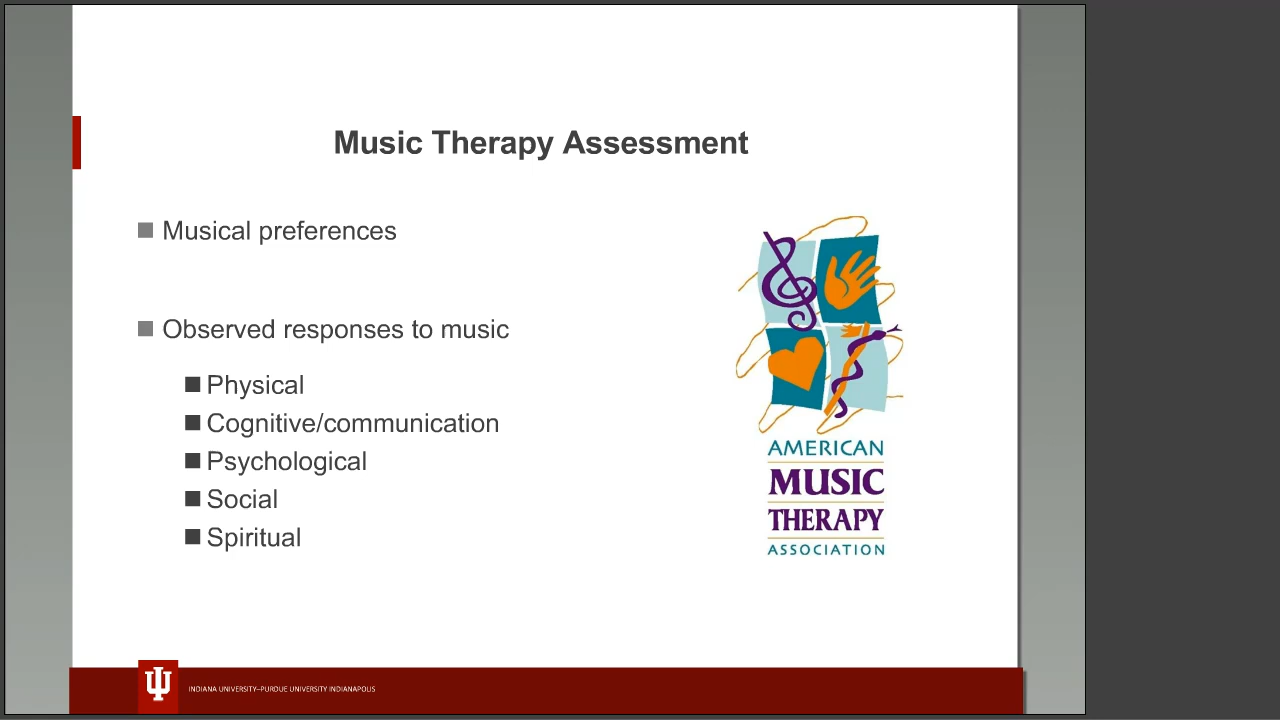 Music Therapy Assessment
Musical preferences
Observed responses to music
Physical
Cognitive/communication
Psychological
Social
Spiritual
AMERICAN
MUSIC
THERAPY
ASSOCIATION
INDIANA UNIVERSITY–PURDUE UNIVERSITY INDIANAPOLIS